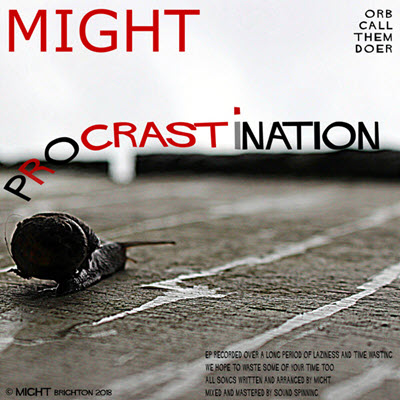 MIGHT
ORB
CALL
THEM
DOER
PROCRASTiNATION
EP RECORDED OVER A LONG PERIOD OF LAZINESS AND TIME WASTING
WE HOPE TO WASTE SOME OF YOUR TIME TOO
ALL SONGS WRITTEN AND ARRANGED BY MIGHT
MIXED AND MASTERED BY SOUND SPINNING
© MIGHT BRIGHTON 2018